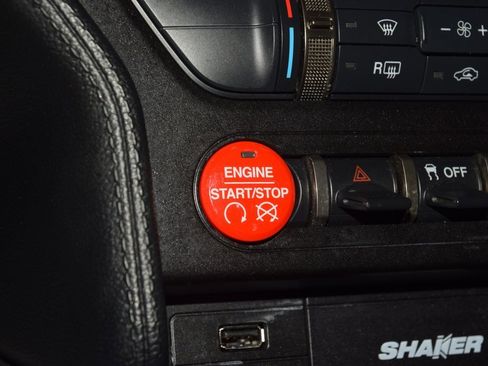 − +
R
ENGINE
START/STOP
OFF
SHAKER